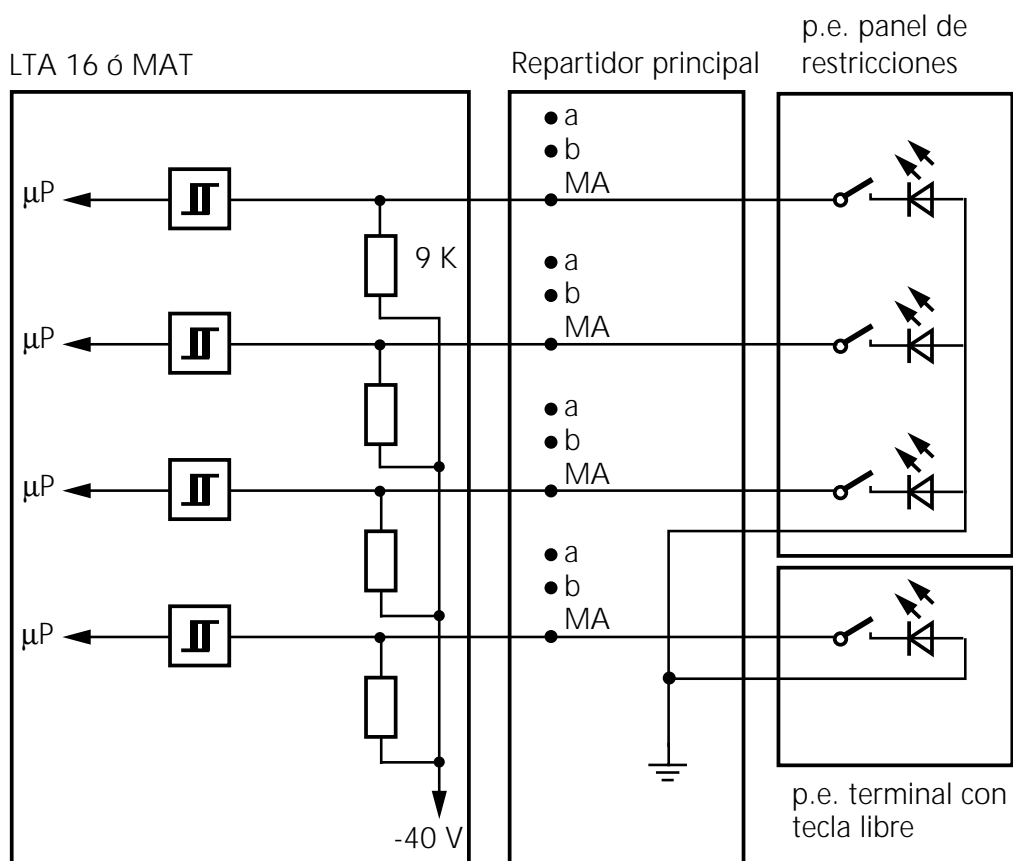 p.e. panel de
restricciones
LTA 16 ó MAT
Repartidor principal
a
b
MA
µP
9 K
a
b
MA
µP
a
b
MA
µP
a
b
MA
µP
-40 V
p.e. terminal con
tecla libre